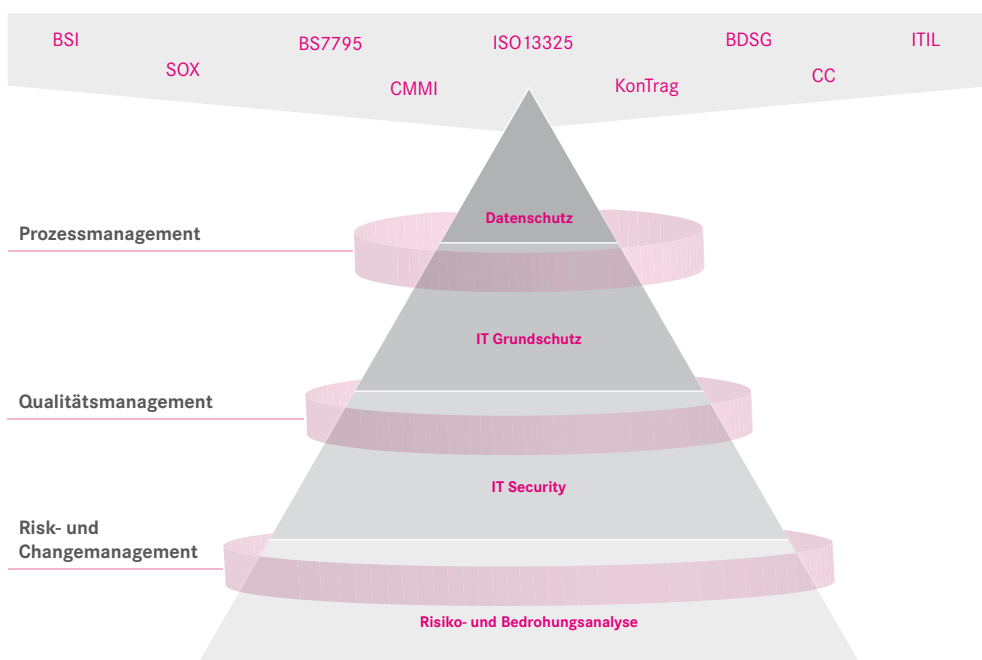 BSI
BS7795
ISO13325
BDSG
ITIL
SOX
CMMI
KonTrag
CC
Datenschutz
Prozessmanagement
IT Grundschutz
Qualitätsmanagement
IT Security
Risk- und
Changemanagement
Risiko- und Bedrohungsanalyse